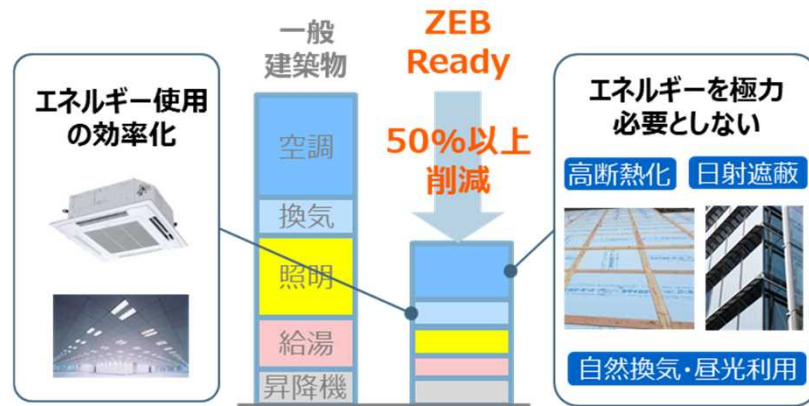 エネルギー使用
の効率化
一般
建築物
空調
換気
照明
給湯
昇降機
ZEB
Ready
50%以上
削減
エネルギーを極力
必要としない
高断熱化
日射遮蔽
自然換気・昼光利用